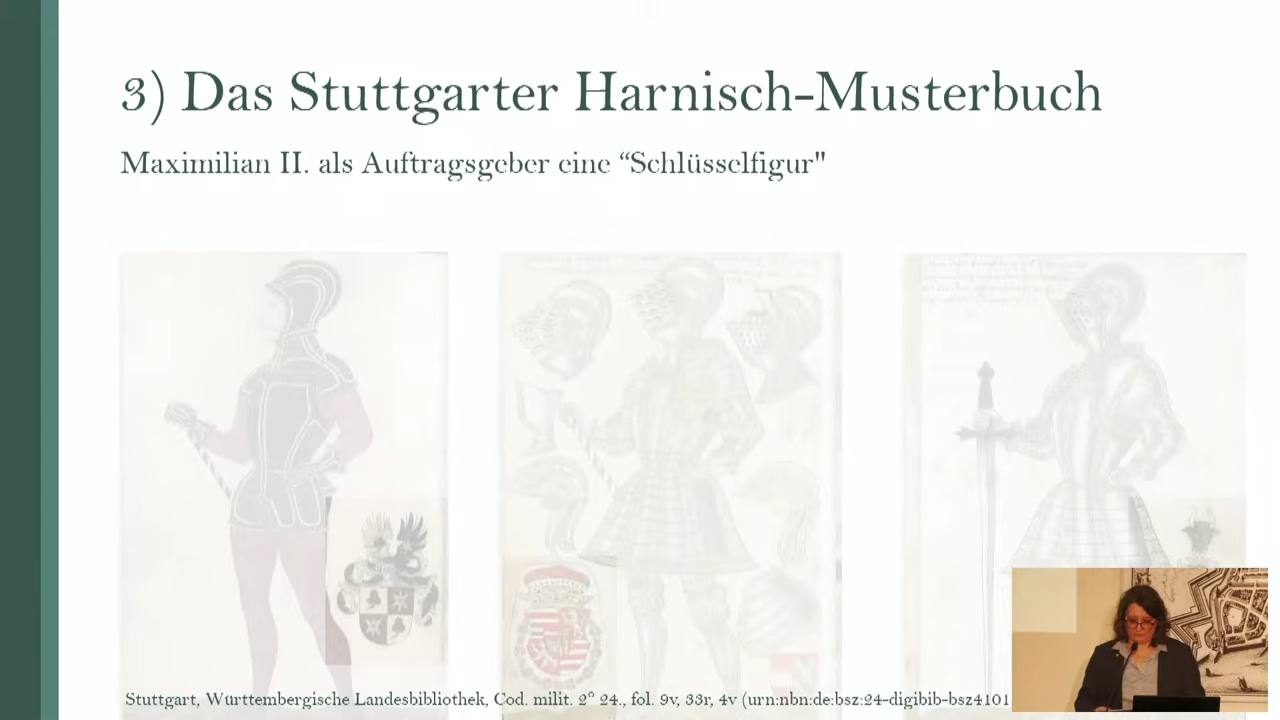 3) Das Stuttgarter Harnisch-Musterbuch
Maximilian II. als Auftragsgeber eine “Schlüsselfigur"
Stuttgart, Württembergische Landesbibliothek, Cod. milit. 2° 24., fol. 9v, 33r, 4v (urn:nbn:de:bsz:24-digibib-bsz4101